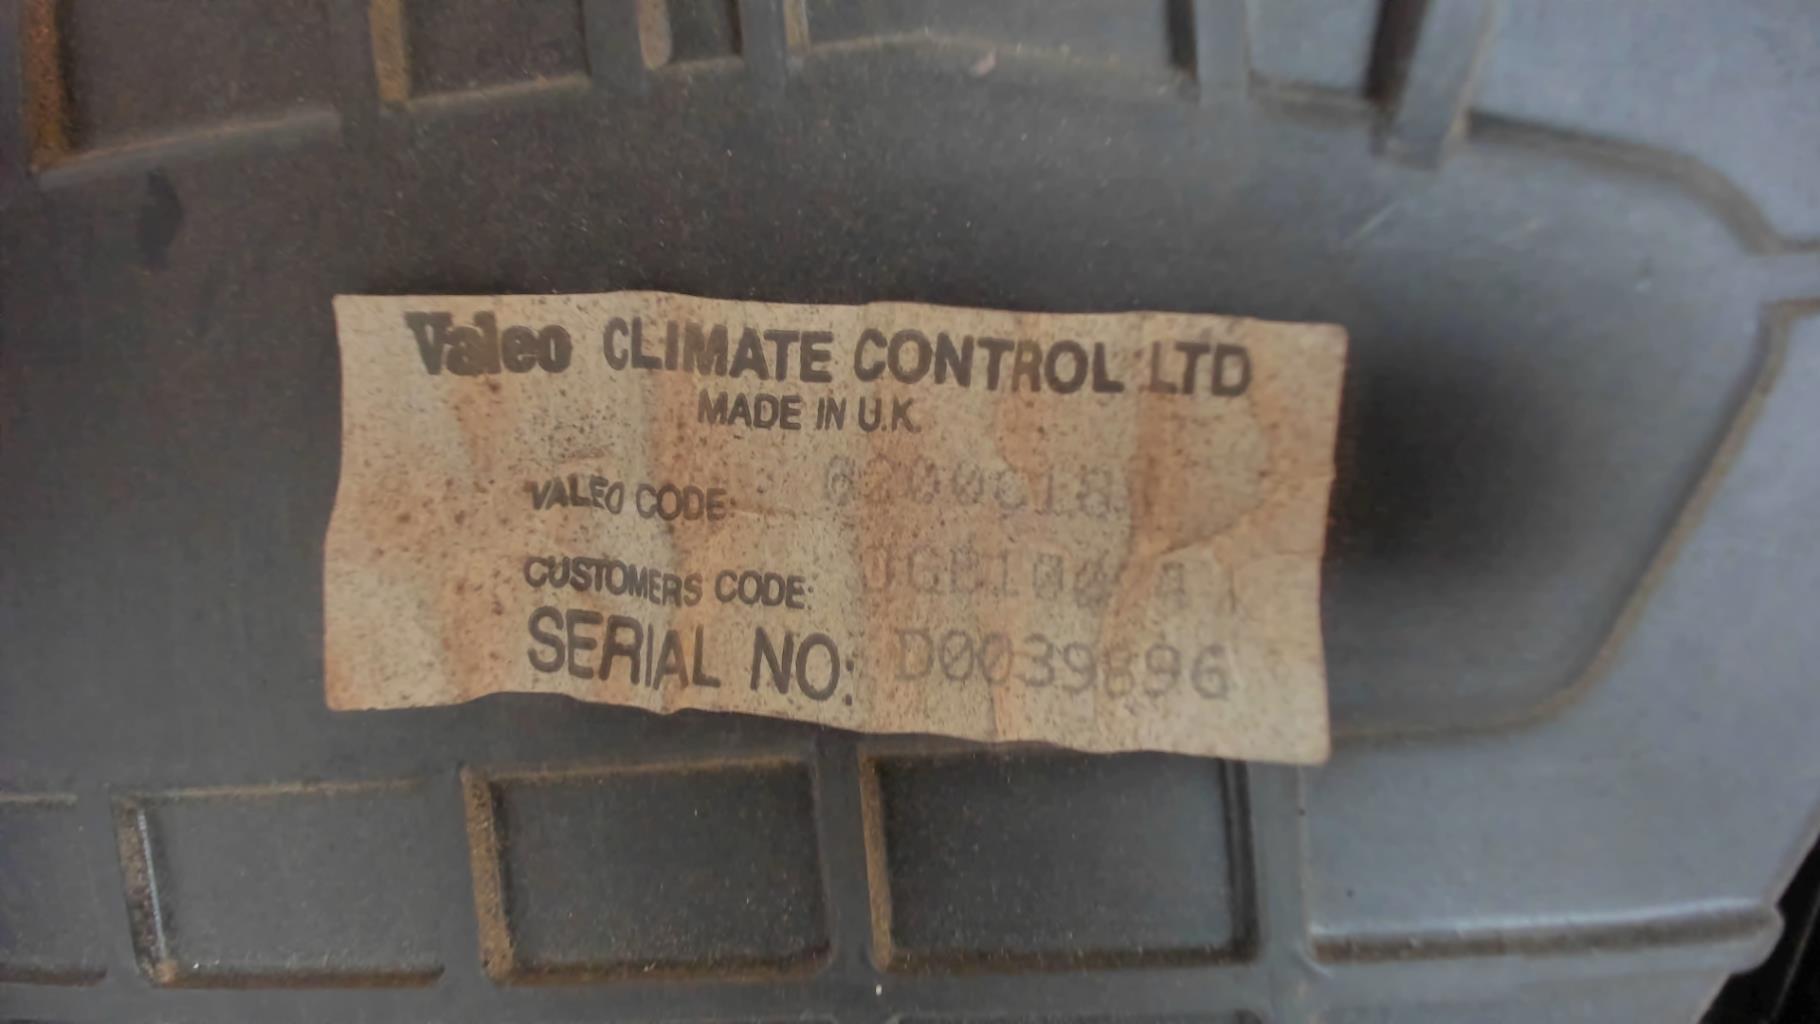 Valeo CLIMATE CONTROL LTD
MADE IN U.K.
VALEO CODE:
CUSTOMERS CODE:
SERIAL NO: D0039896